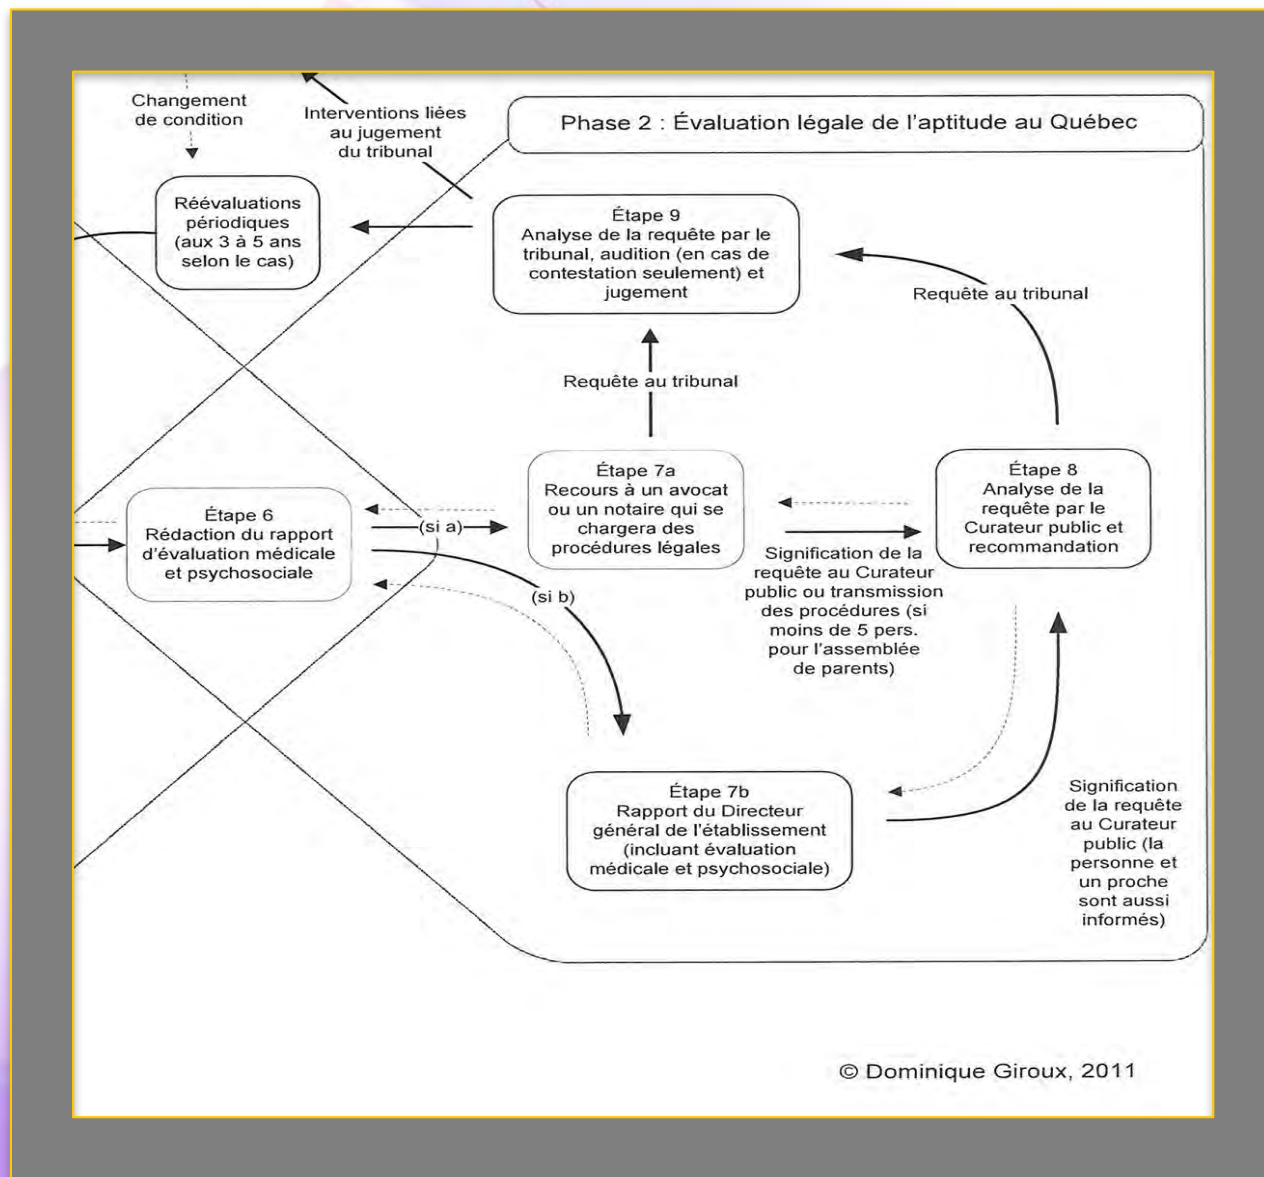 Changement
de condition
Interventions liées
au jugement
du tribunal
Phase 2 : Évaluation légale de l'aptitude au Québec
Réévaluations
périodiques
(aux 3 à 5 ans
selon le cas)
Étape 9
Analyse de la requête par le
tribunal, audition (en cas de
contestation seulement) et
jugement
Requête au tribunal
Requête au tribunal
Étape 6
Rédaction du rapport
d'évaluation médicale
et psychosociale
(si a)
(si b)
Étape 7a
Recours à un avocat
ou un notaire qui se
chargera des
procédures légales
Signification de la
requête au Curateur
public ou transmission
des procédures (si
moins de 5 pers.
pour l'assemblée
de parents)
Étape 8
Analyse de la
requête par le
Curateur public et
recommandation
Étape 7b
Rapport du Directeur
général de l'établissement
(incluant évaluation
médicale et psychosociale)
Signification
de la requête
au Curateur
public (la
personne et
un proche
sont aussi
informés)
© Dominique Giroux, 2011